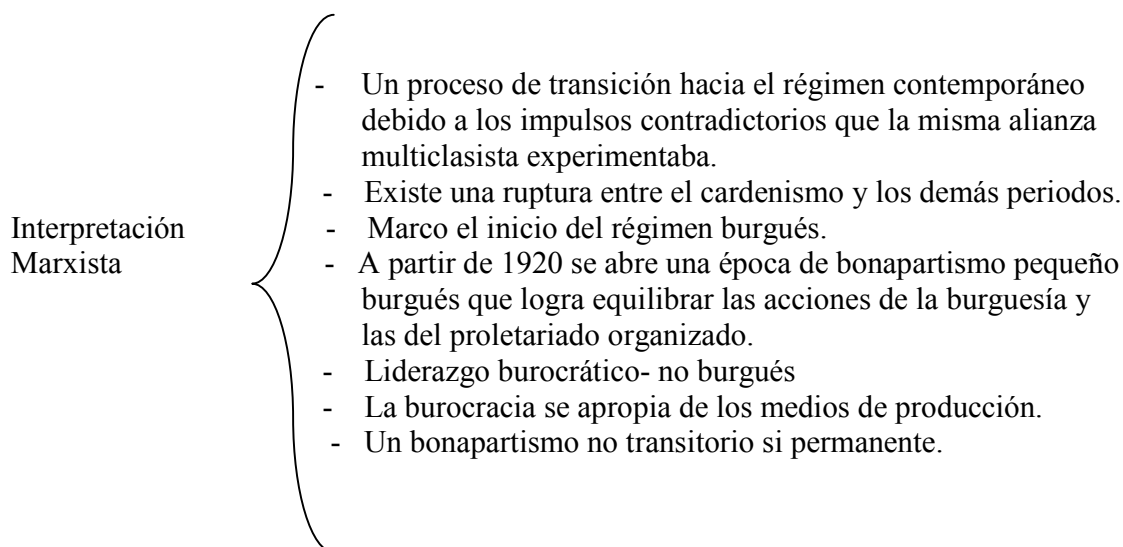 - Un proceso de transición hacia el régimen contemporáneo
debido a los impulsos contradictorios que la misma alianza
multiclasista experimentaba.
- Existe una ruptura entre el cardenismo y los demás periodos.
Interpretación
Marxista
- Marco el inicio del régimen burgués.
- A partir de 1920 se abre una época de bonapartismo pequeño
burgués que logra equilibrar las acciones de la burguesía y
las del proletariado organizado.
- Liderazgo burocrático- no burgués
- La burocracia se apropia de los medios de producción.
- Un bonapartismo no transitorio si permanente.